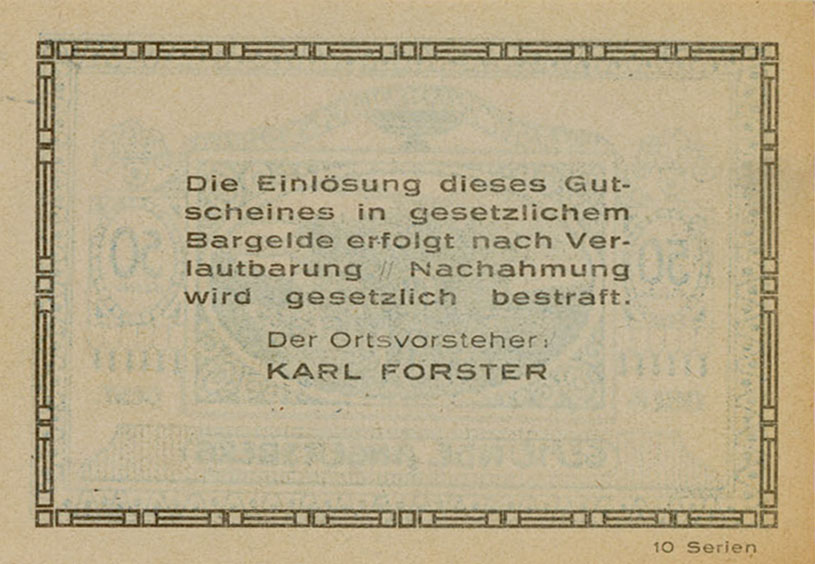 Die Einlösung dieses Gut-
scheines in gesetzlichem
Bargelde erfolgt nach Ver-
lautbarung // Nachahmung
wird gesetzlich bestraft.
Der Ortsvorsteher:
KARL FORSTER
10 Serien